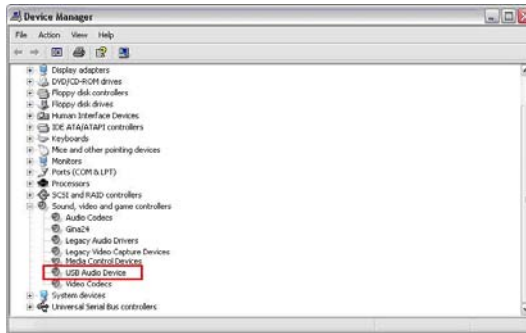 Device Manager
File Action View Help
Display adapters
DVD/CD-ROM drives
Floppy disk controllers
Floppy disk drives
Human Interface Devices
IDE ATA/ATAPI controllers
Keyboards
Mice and other pointing devices
Monitors
Ports (COM & LPT)
Processors
SCSI and RAID controllers
Sound, video and game controllers
Audio Codecs
Gina24
Legacy Audio Drivers
Legacy Video Capture Devices
Media Control Devices
USB Audio Device
Video Codecs
System devices
Universal Serial Bus controllers